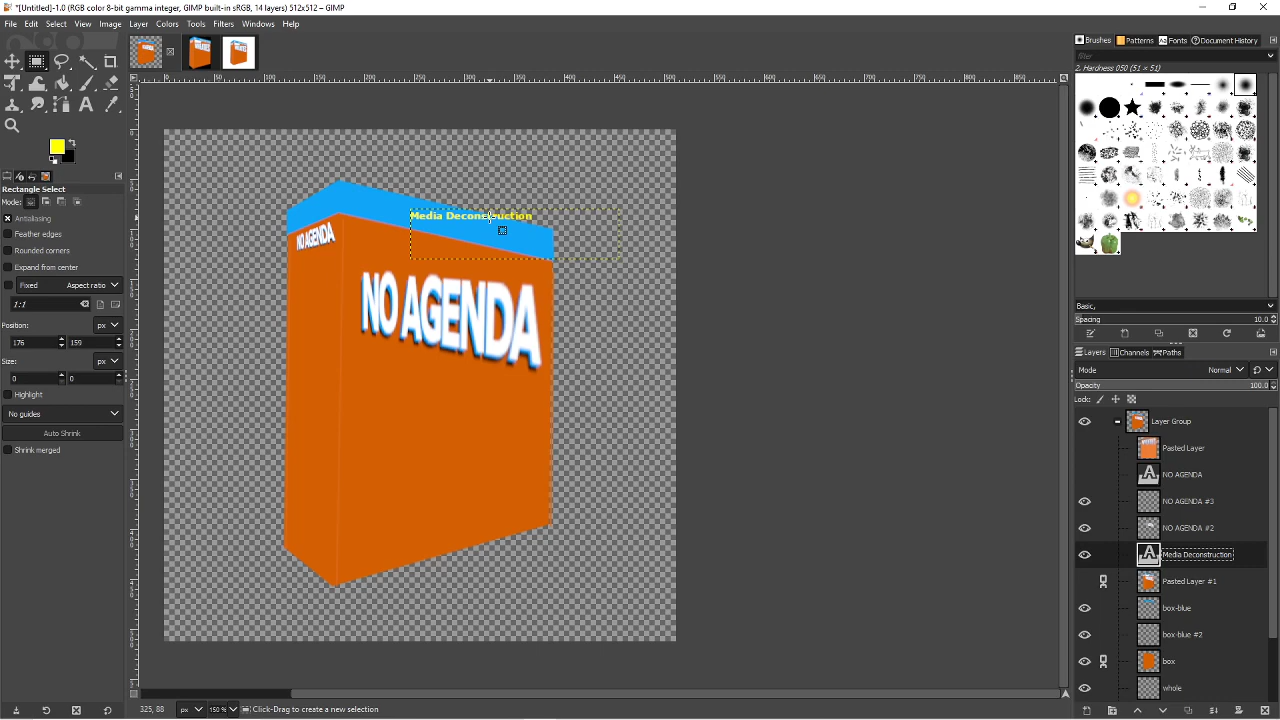 *[Untitled]-1.0 (RGB color 8-bit gamma integer, GIMP built-in sRGB, 14 layers) 512x512 – GIMP
File Edit Select View Image Layer Colors Tools Filters Windows Help
Brushes Patterns Fonts Document History
filter
2. Hardness 050 (51 × 51)
Rectangle Select
Antialiasing
Feather edges
Rounded corners
Expand from center
Fixed Aspect ratio
1:1
Position: px
176 159
Size: px
0 0
Highlight
No guides
Auto Shrink
Shrink merged
Media Deconstruction
NO AGENDA
NO AGENDA
Basic,
Spacing 10.0
Layers Channels Paths
Mode Normal
Opacity 100.0
Lock:
Layer Group
Pasted Layer
NO AGENDA
NO AGENDA #3
NO AGENDA #2
Media Deconstruction
Pasted Layer #1
box-blue
box-blue #2
box
whole
325, 88 px 150 % Click-Drag to create a new selection